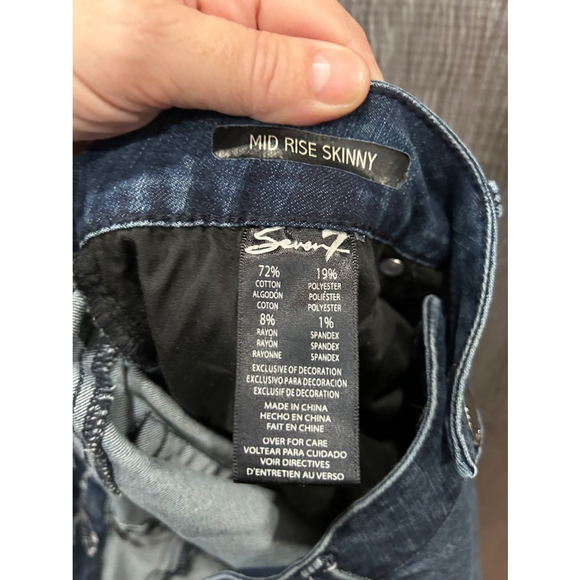 MID RISE SKINNY
Seven7
72% 19%
COTTON POLYESTER
ALGODÓN POLIÉSTER
COTON POLYESTER
8% 1%
RAYON SPANDEX
RAYÓN SPANDEX
RAYONNE SPANDEX
EXCLUSIVE OF DECORATION
EXCLUSIVO PARA DECORACIÓN
EXCLUSIF DE DECORATION
MADE IN CHINA
HECHO EN CHINA
FAIT EN CHINE
OVER FOR CARE
VOLTEAR PARA CUIDADO
VOIR DIRECTIVES
D'ENTRETIEN AU VERSO